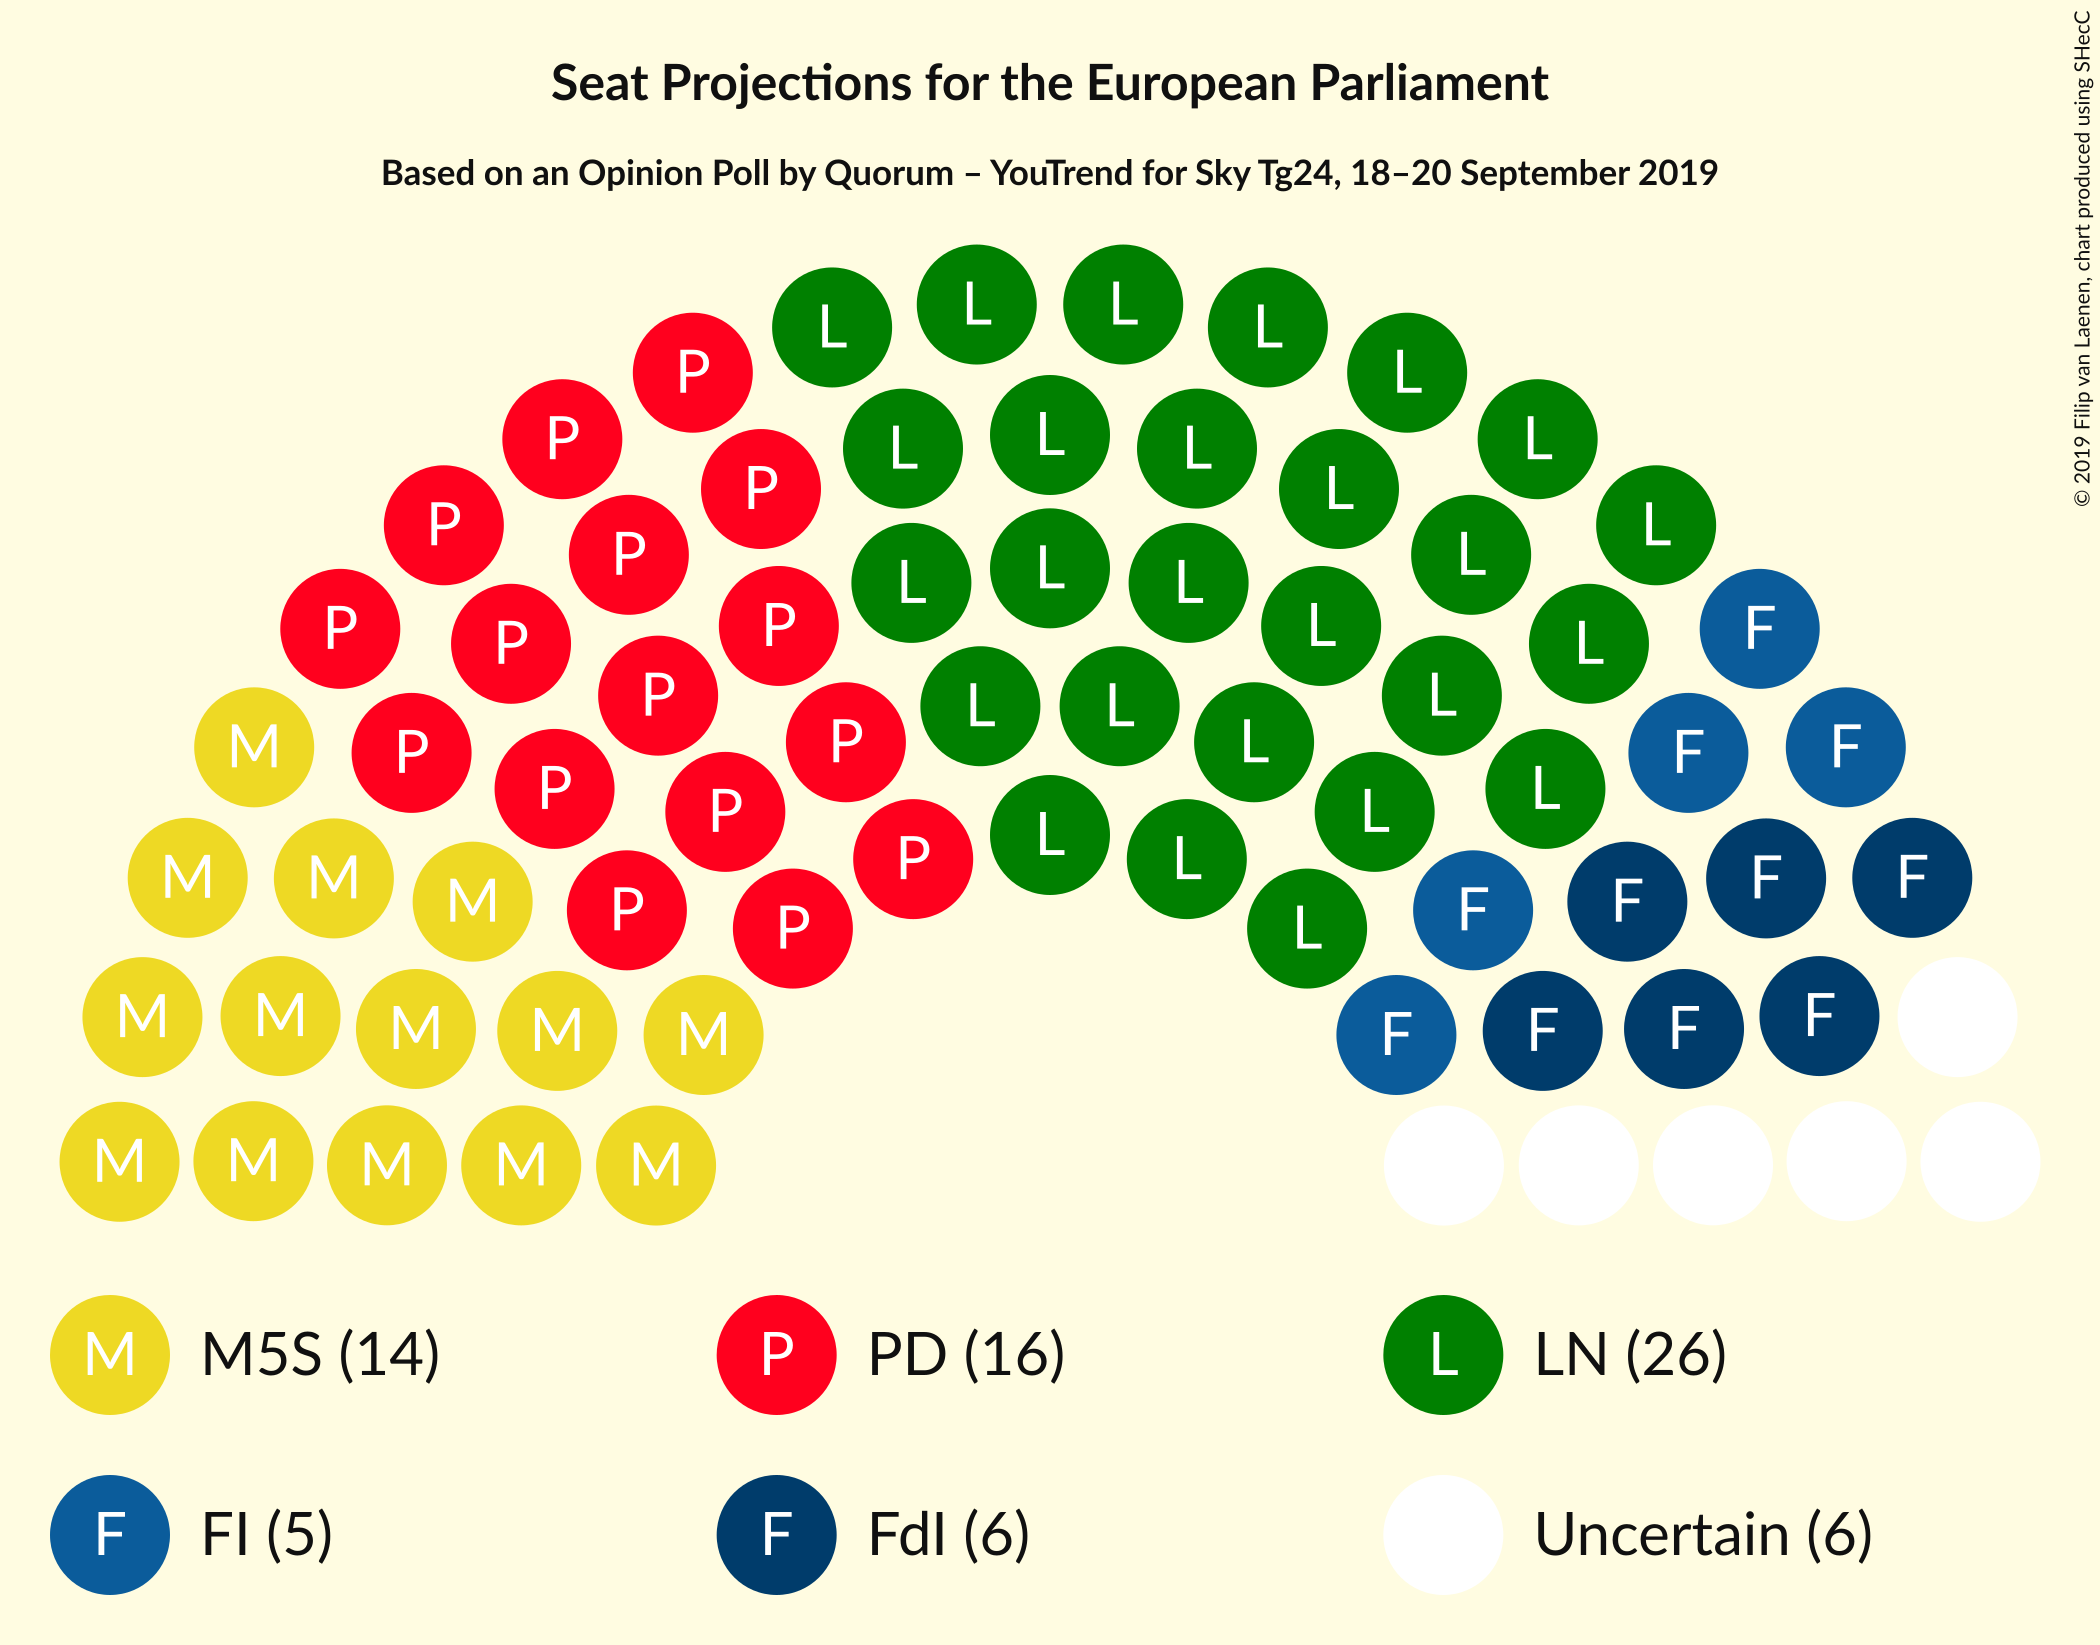 Seat Projections for the European Parliament
Based on an Opinion Poll by Quorum – YouTrend for Sky Tg24, 18–20 September 2019
© 2019 Filip van Laenen, chart produced using SHecC
L L
L L
P L
L
P L
L L
P L L
P L
P L
L L
P L
P L
P F
P L
P L
L L
P L
M F
P F
P L
P L
L
M M F F
M P L F F
P L
M M F
M M F F
M F
M M
M M M
M M5S (14)
P PD (16)
L LN (26)
F FI (5)
F FdI (6)
Uncertain (6)